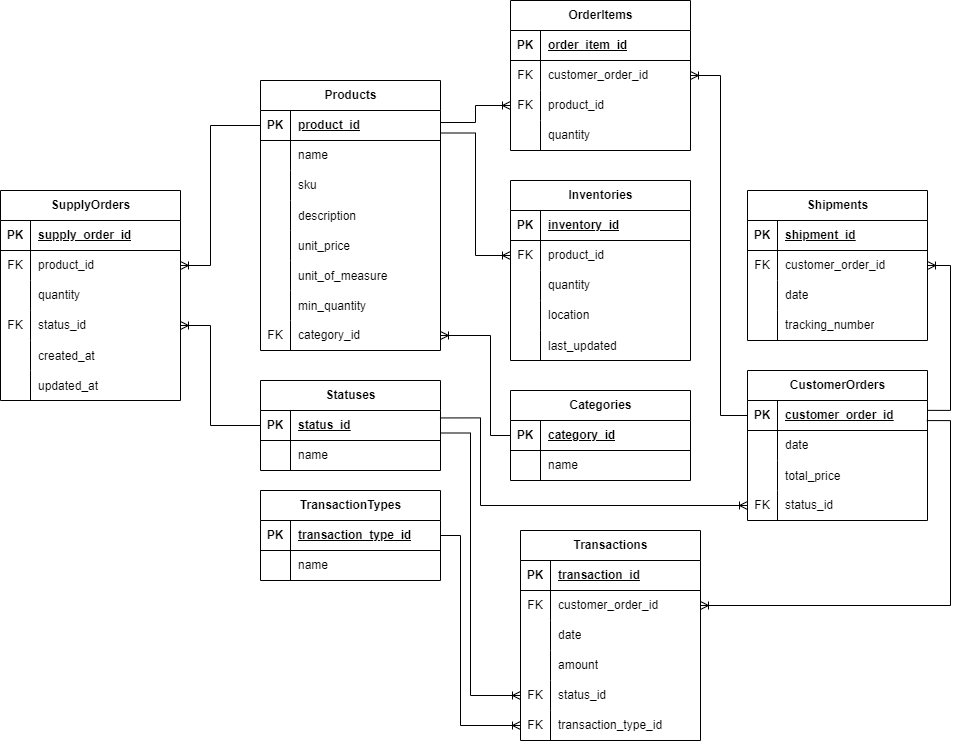 OrderItems
PK order_item_id
FK customer_order_id
FK product_id
quantity
Products
PK product_id
name
sku
description
unit_price
unit_of_measure
min_quantity
FK category_id
Inventories
PK inventory_id
FK product_id
quantity
location
last_updated
SupplyOrders
PK supply_order_id
FK product_id
quantity
FK status_id
created_at
updated_at
Shipments
PK shipment_id
FK customer_order_id
date
tracking_number
CustomerOrders
PK customer_order_id
date
total_price
FK status_id
Statuses
PK status_id
name
Categories
PK category_id
name
TransactionTypes
PK transaction_type_id
name
Transactions
PK transaction_id
FK customer_order_id
date
amount
FK status_id
FK transaction_type_id